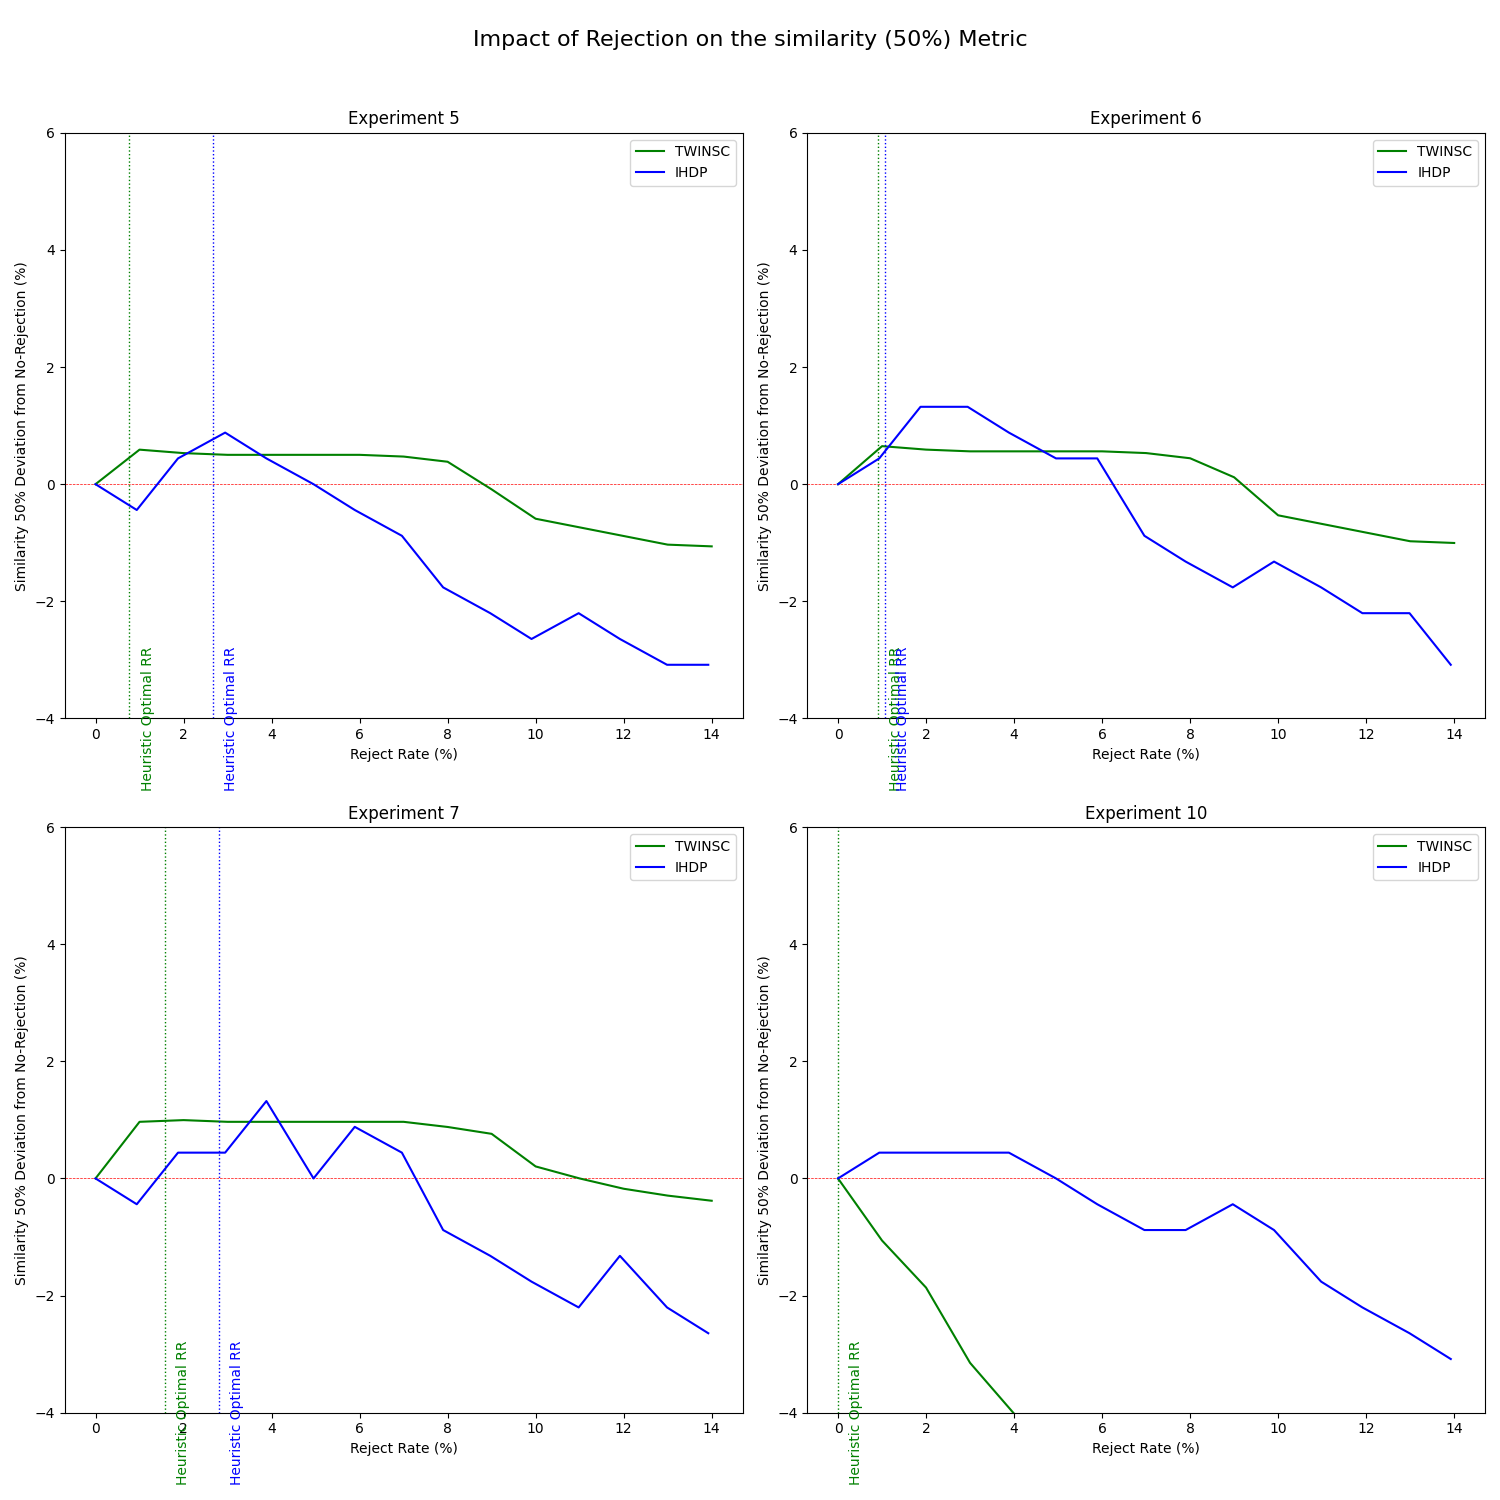 Impact of Rejection on the similarity (50%) Metric
Experiment 5
Similarity 50% Deviation from No-Rejection (%)
6
4
2
0
−2
−4
TWINSC
IHDP
Heuristic Optimal RR
Heuristic Optimal RR
0 2 4 6 8 10 12 14
Reject Rate (%)
Experiment 6
Similarity 50% Deviation from No-Rejection (%)
6
4
2
0
−2
−4
TWINSC
IHDP
Heuristic Optimal RR
Heuristic Optimal RR
0 2 4 6 8 10 12 14
Reject Rate (%)
Experiment 7
Similarity 50% Deviation from No-Rejection (%)
6
4
2
0
−2
−4
TWINSC
IHDP
Heuristic Optimal RR
Heuristic Optimal RR
0 2 4 6 8 10 12 14
Reject Rate (%)
Experiment 10
Similarity 50% Deviation from No-Rejection (%)
6
4
2
0
−2
−4
TWINSC
IHDP
Heuristic Optimal RR
0 2 4 6 8 10 12 14
Reject Rate (%)